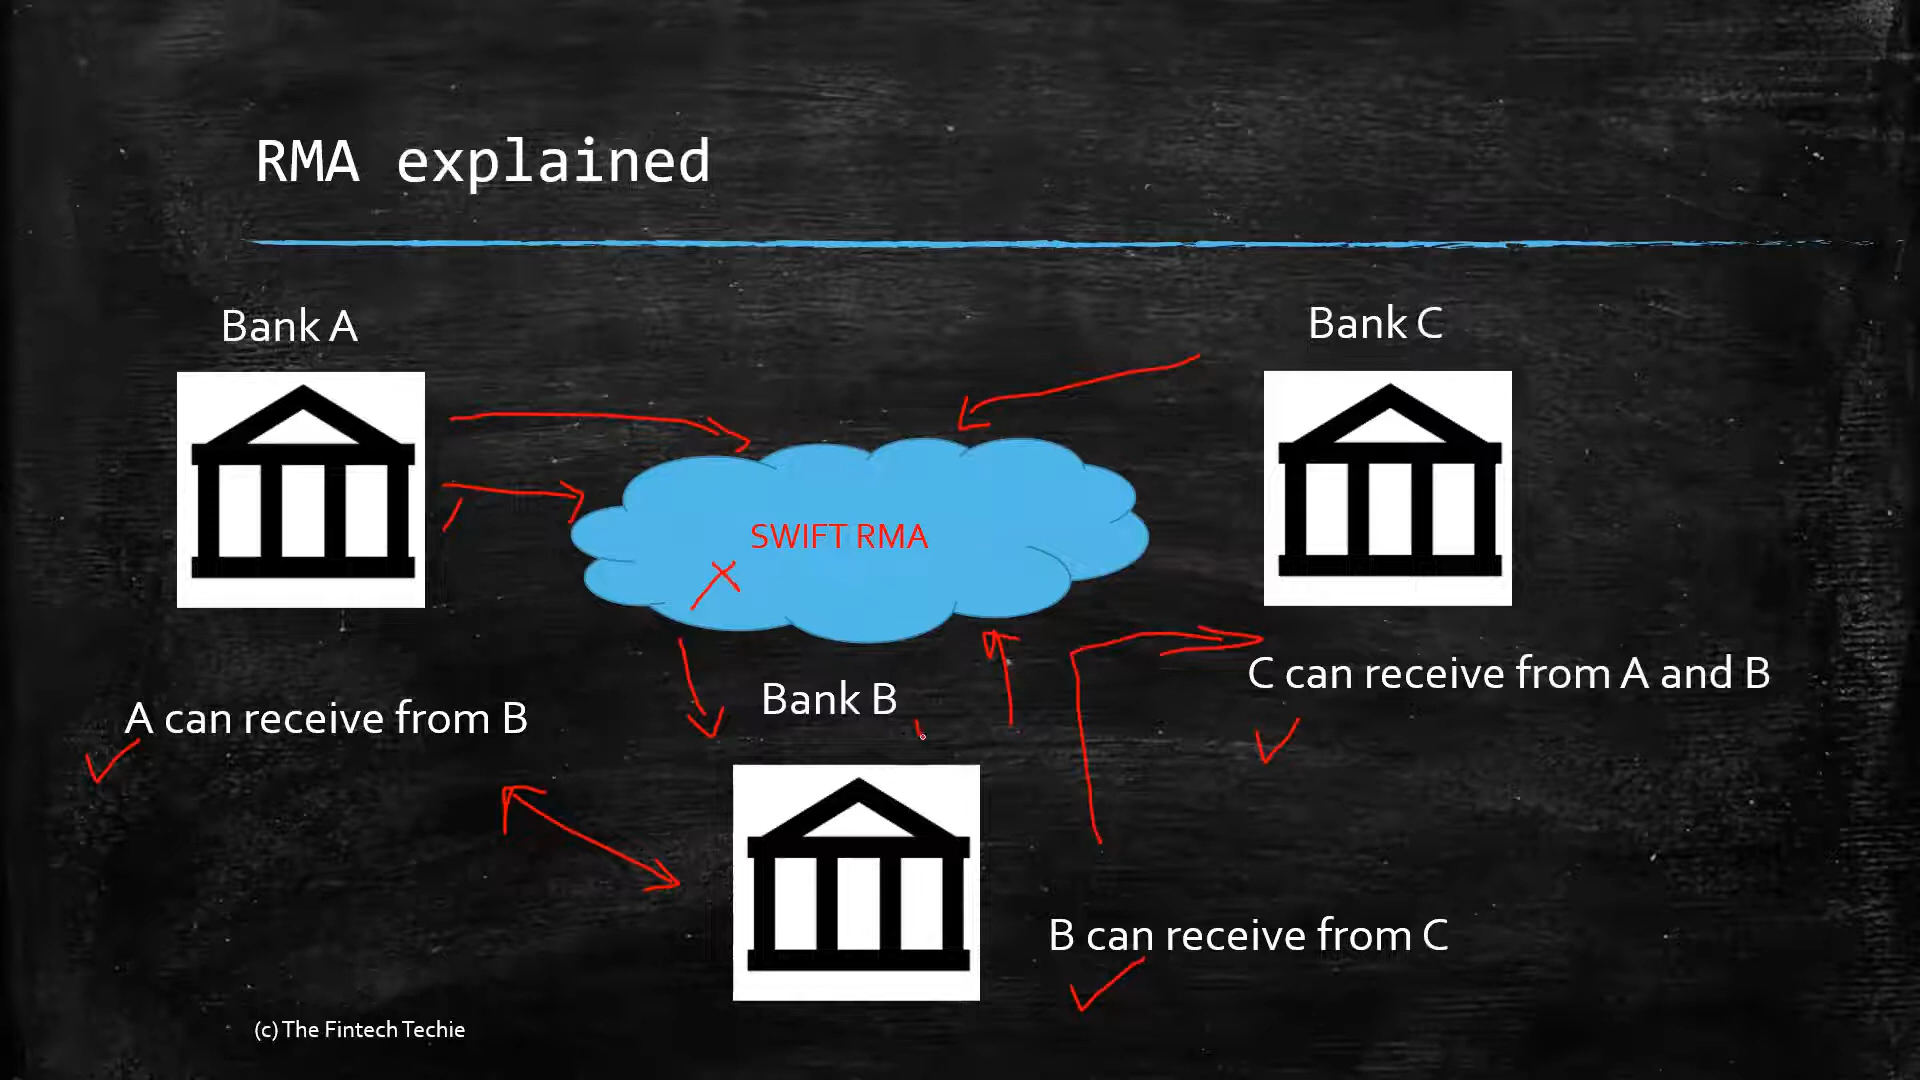 RMA explained
Bank A
Bank C
SWIFT RMA
C can receive from A and B
Bank B
A can receive from B
B can receive from C
(c) The Fintech Techie